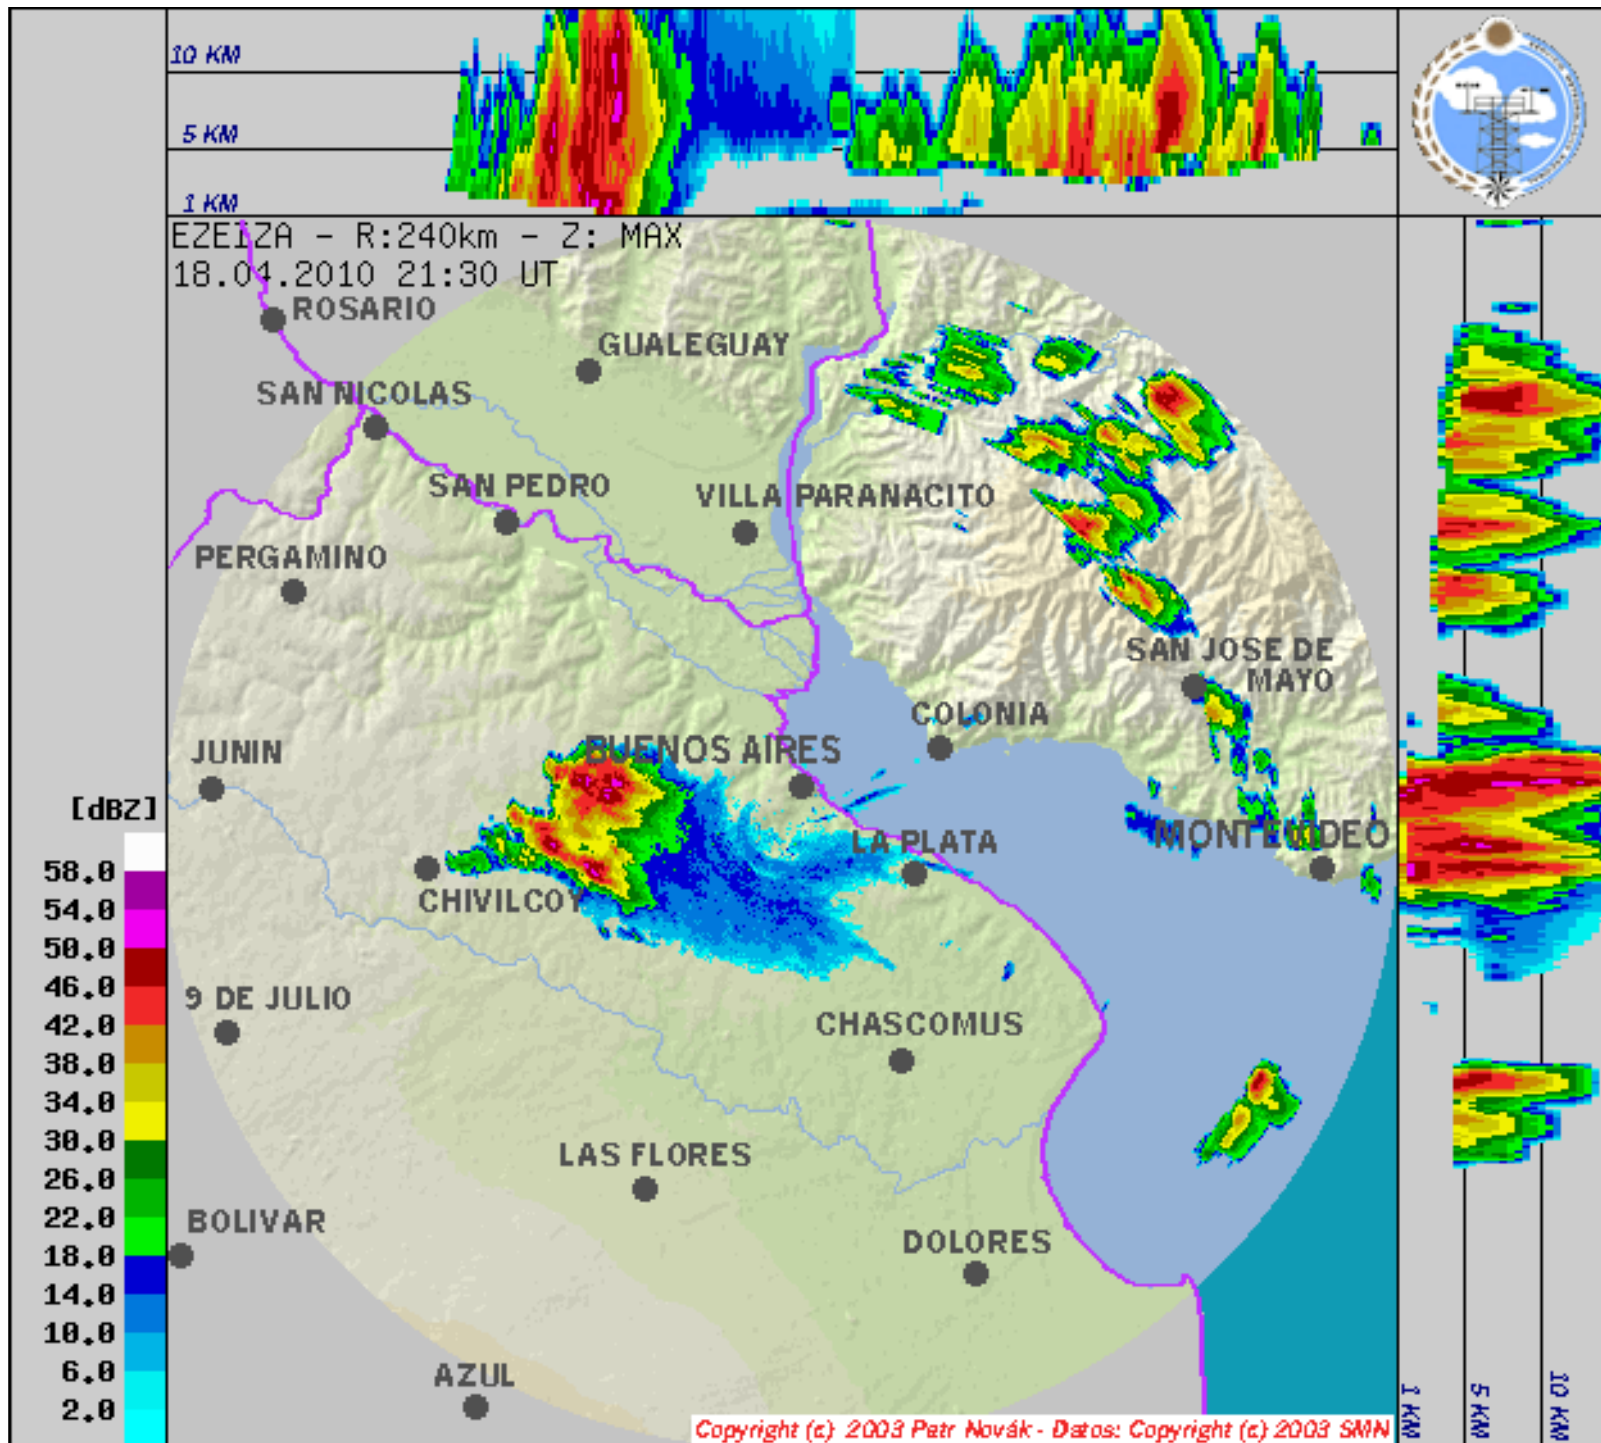 10 KM
5 KM
1 KM
EZEIZA - R:240km - Z: MAX
18.04.2010 21:30 UT
ROSARIO
GUALEGUAY
SAN NICOLAS
SAN PEDRO
VILLA PARANACITO
PERGAMINO
SAN JOSE DE
MAYO
COLONIA
JUNIN
BUENOS AIRES
[dBZ]
MONTEVIDEO
LA PLATA
58.0
CHIVILCOY
54.0
50.0
46.0
9 DE JULIO
42.0
CHASCOMUS
38.0
34.0
30.0
LAS FLORES
26.0
22.0
BOLIVAR
18.0
DOLORES
14.0
10.0
6.0
AZUL
2.0
1 KM
5 KM
10 KM
Copyright (c) 2003 Petr Novák - Datos: Copyright (c) 2003 SMN